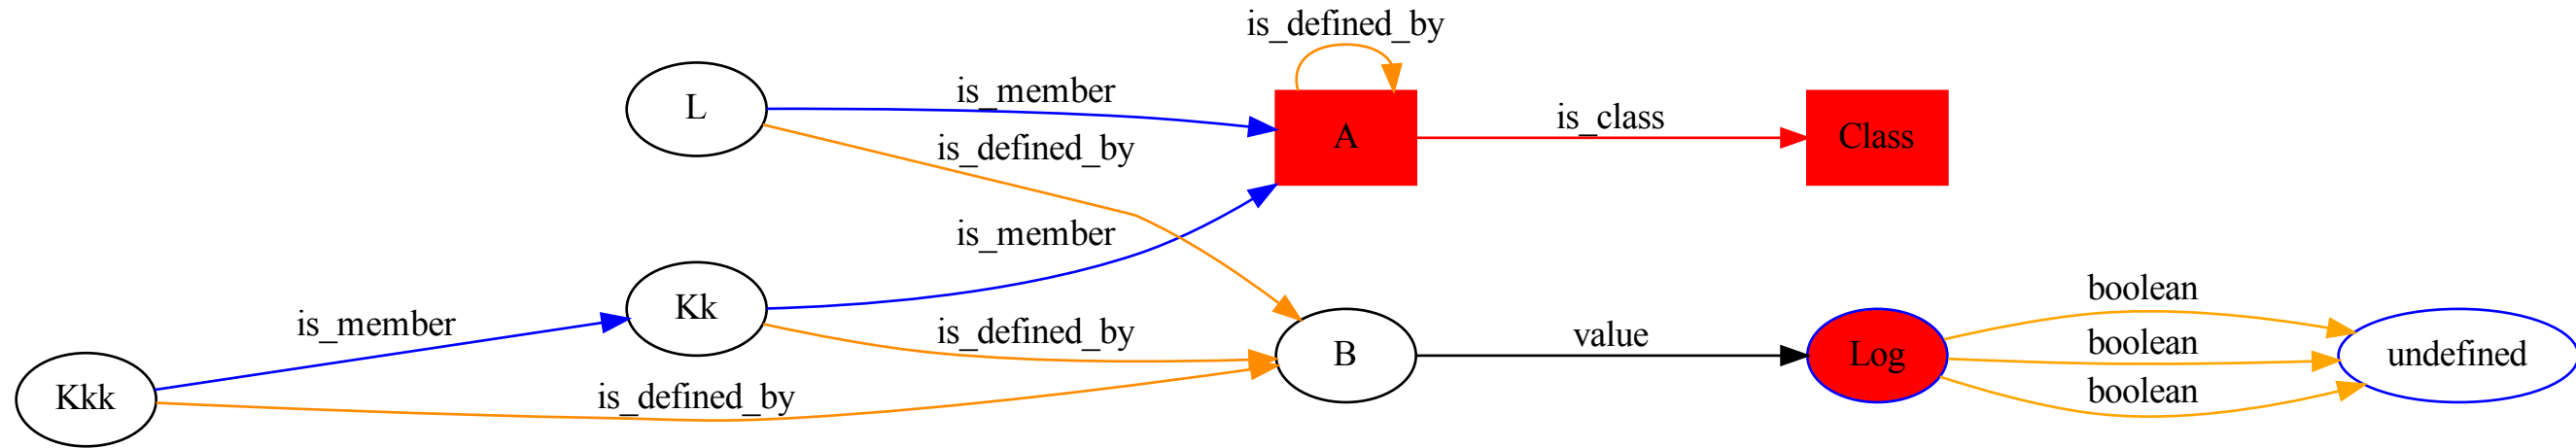 is_defined_by
L
is_member
A
is_class
Class
is_defined_by
is_member
Kk
is_member
is_defined_by
B
value
Log
boolean
boolean
boolean
undefined
Kkk
is_defined_by